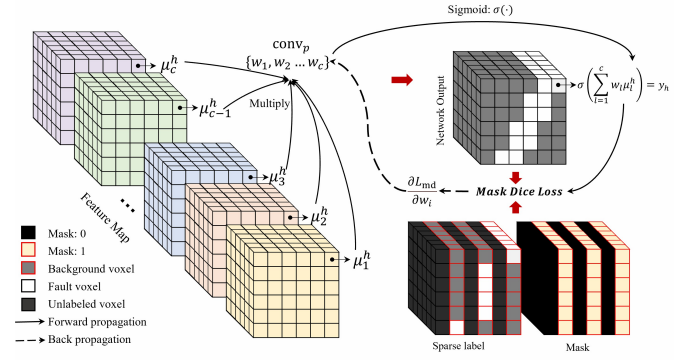 Sigmoid: σ(·)
conv_p
{w_1, w_2 … w_c}
Multiply
μ_c^h
μ_{c−1}^h
…
μ_3^h
μ_2^h
μ_1^h
Feature Map
Network Output
σ(∑_{l=1}^{c} w_l μ_l^h) = y_h
∂L_md/∂w_i
Mask Dice Loss
Mask: 0
Mask: 1
Background voxel
Fault voxel
Unlabeled voxel
Forward propagation
Back propagation
Sparse label
Mask